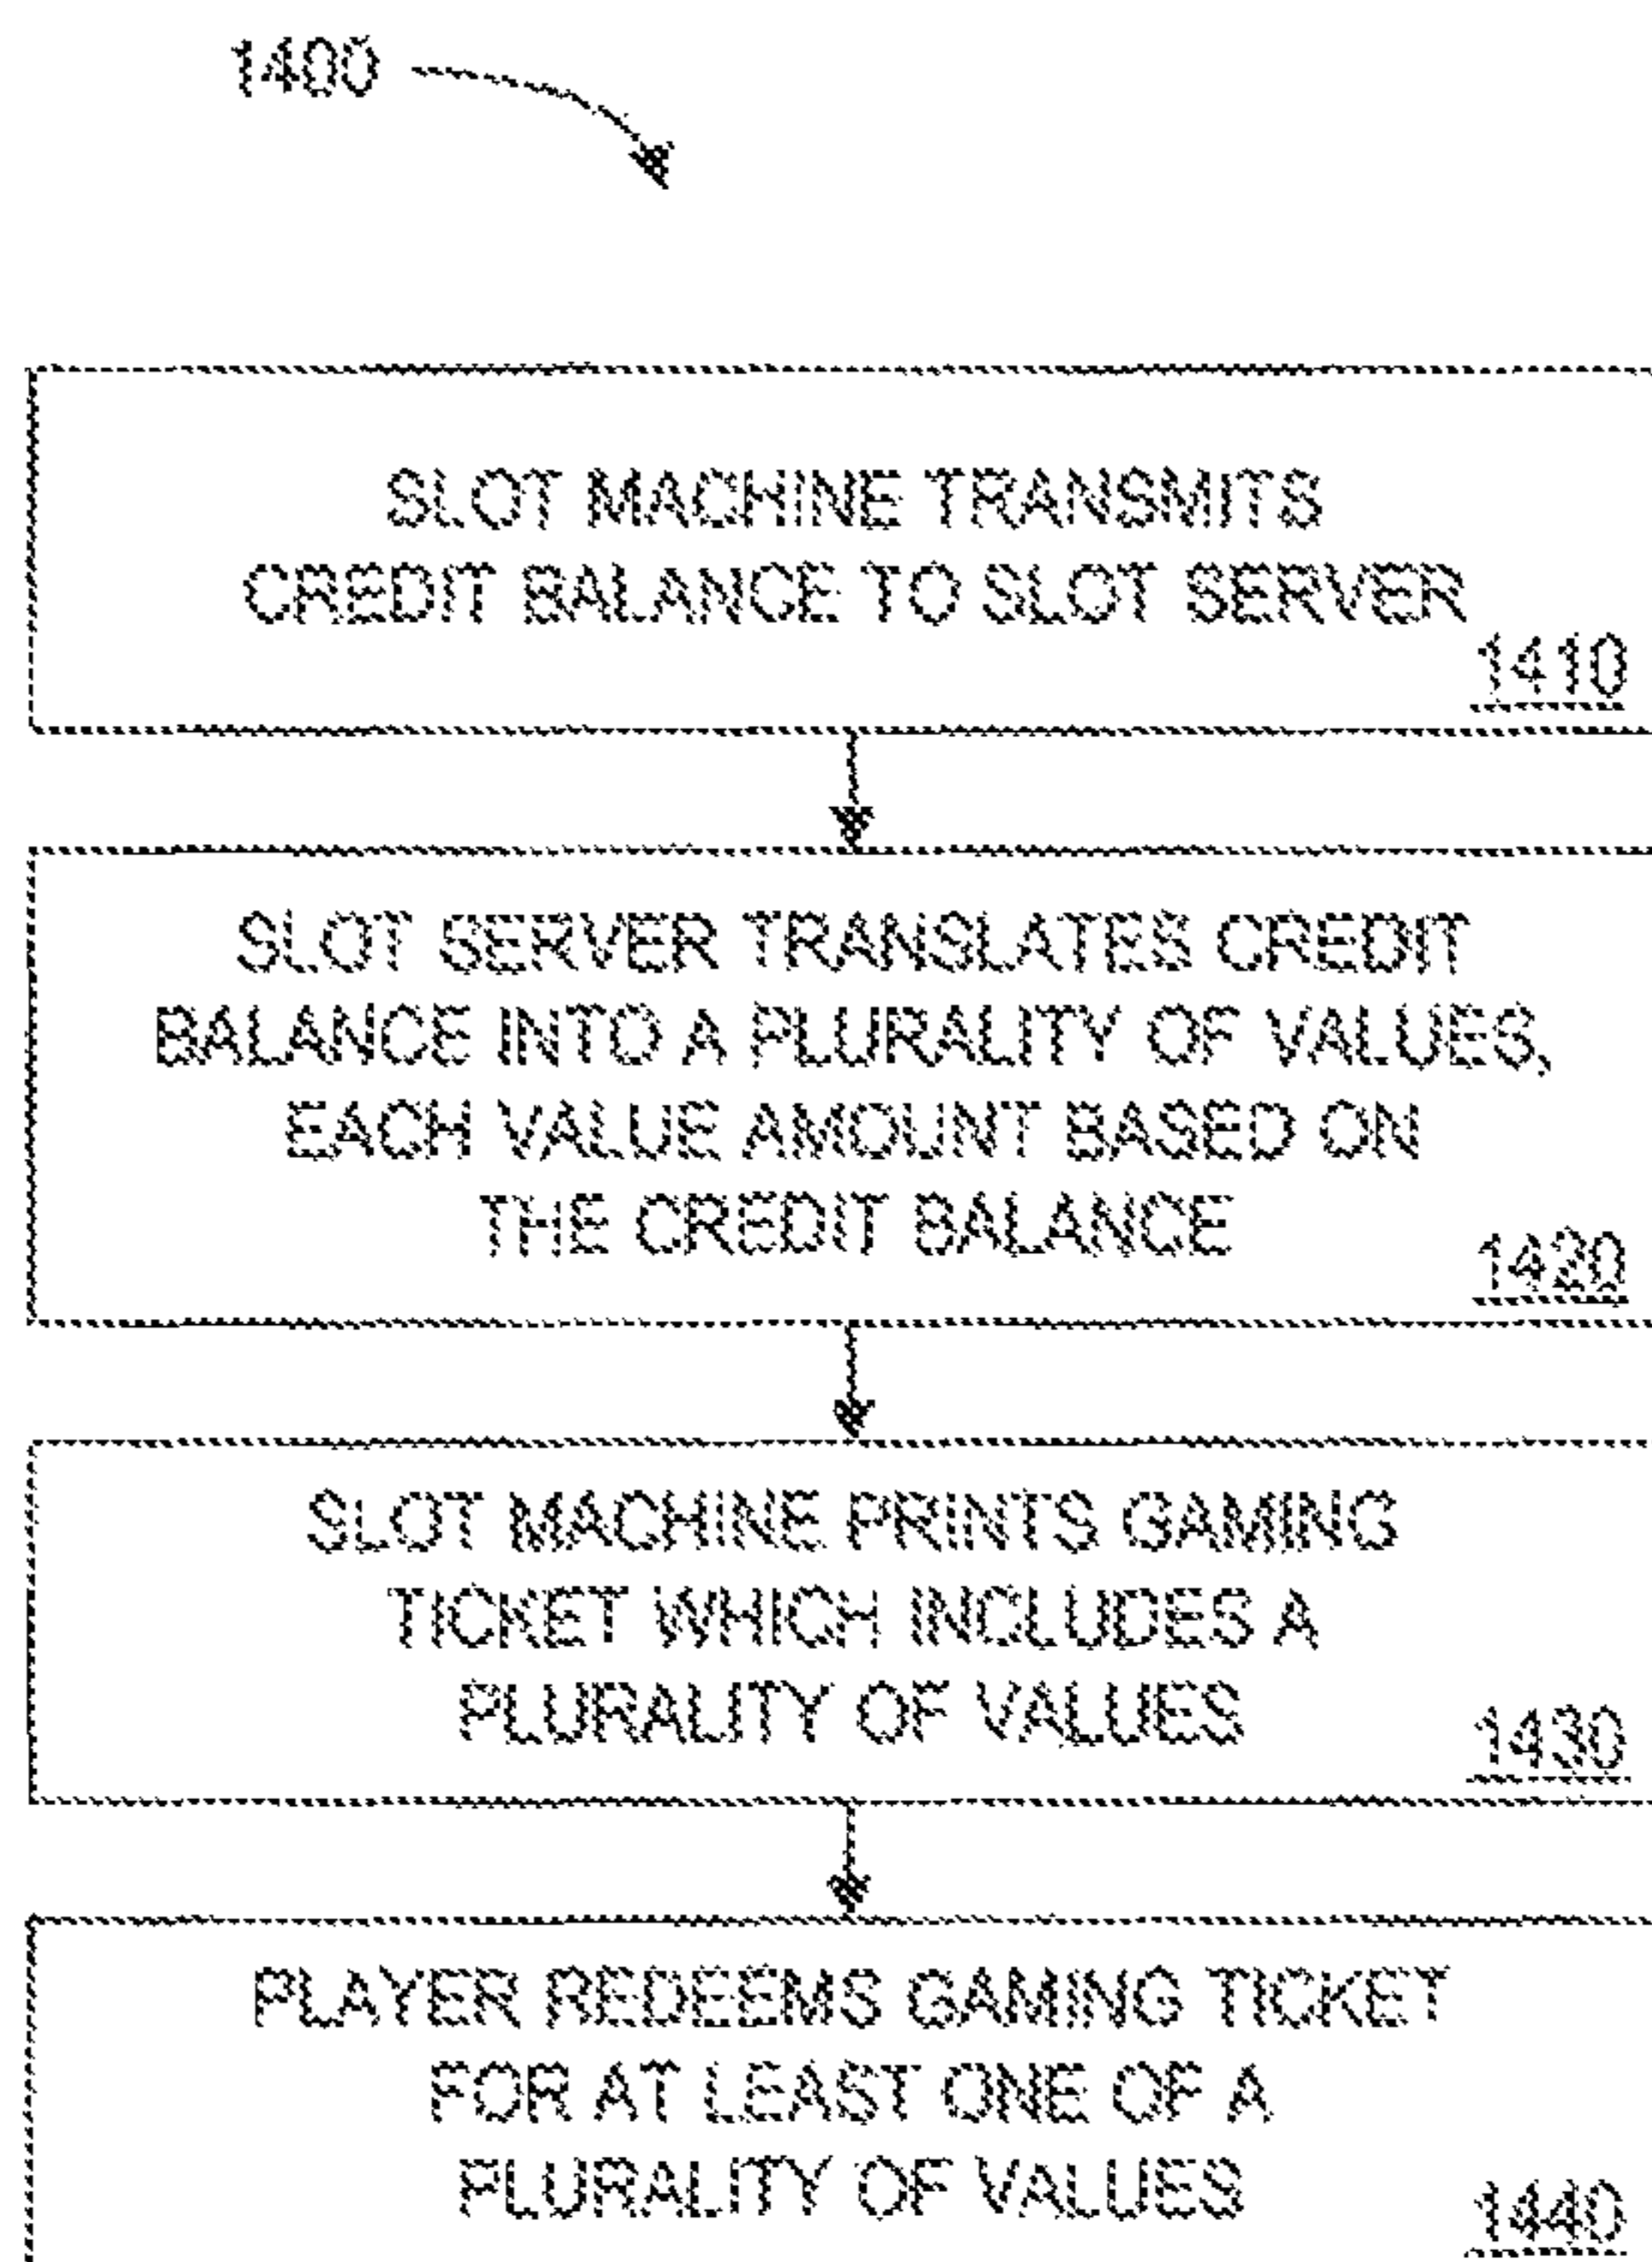 1400
SLOT MACHINE TRANSMITS
CREDIT BALANCE TO SLOT SERVER
1410
SLOT SERVER TRANSLATES CREDIT
BALANCE INTO A PLURALITY OF VALUES,
EACH VALUE AMOUNT BASED ON
THE CREDIT BALANCE
1420
SLOT MACHINE PRINTS GAMING
TICKET WHICH INCLUDES A
PLURALITY OF VALUES
1430
PLAYER REDEEMS GAMING TICKET
FOR AT LEAST ONE OF A
PLURALITY OF VALUES
1440